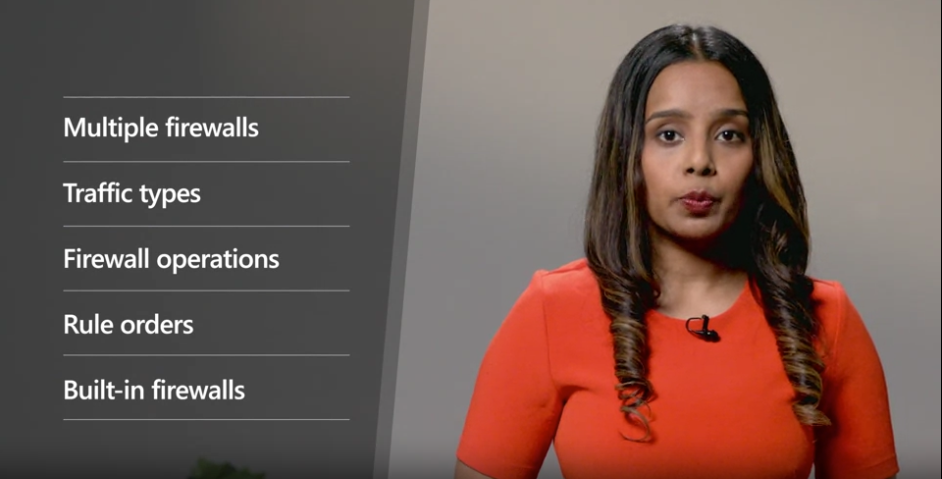 Multiple firewalls
Traffic types
Firewall operations
Rule orders
Built-in firewalls